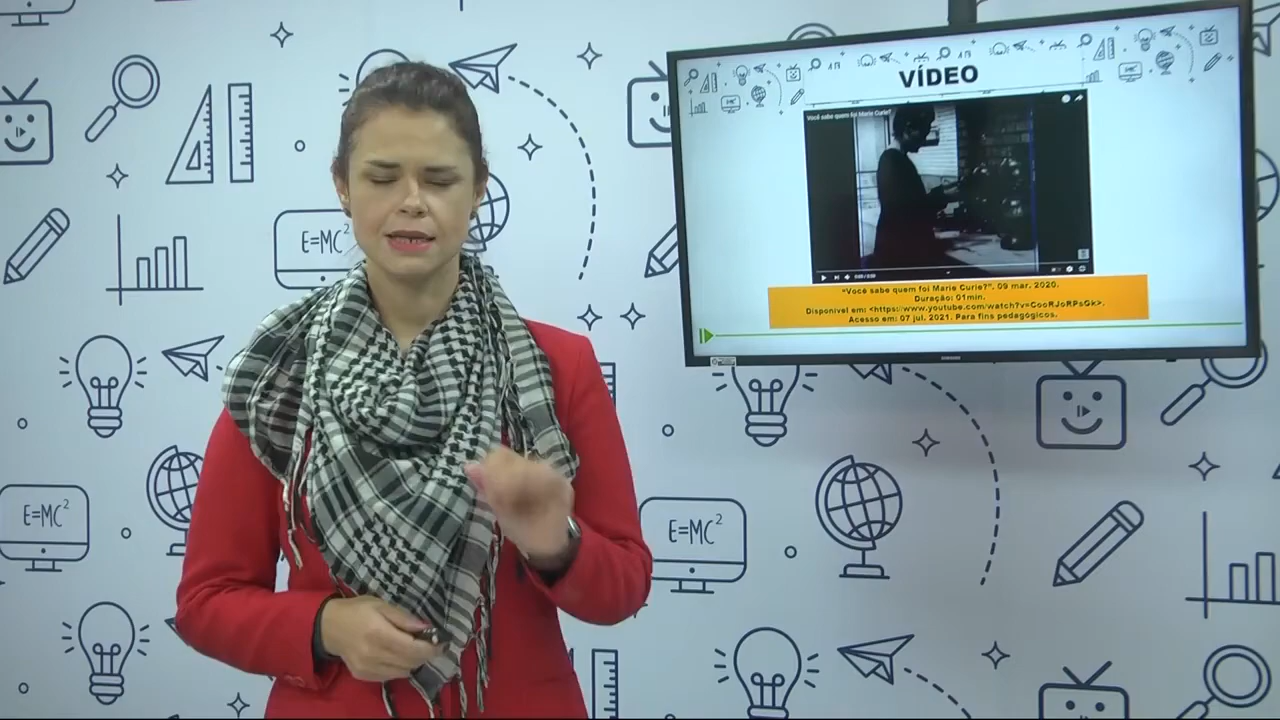 VÍDEO
Você sabe quem foi Marie Curie?
"Você sabe quem foi Marie Curie?". 09 mar. 2020.
Duração: 01min.
Disponível em: <https://www.youtube.com/watch?v=CooRJoRPsGk>.
Acesso em: 07 jul. 2021. Para fins pedagógicos.
SAMSUNG
E=MC²
E=MC²
E=MC²